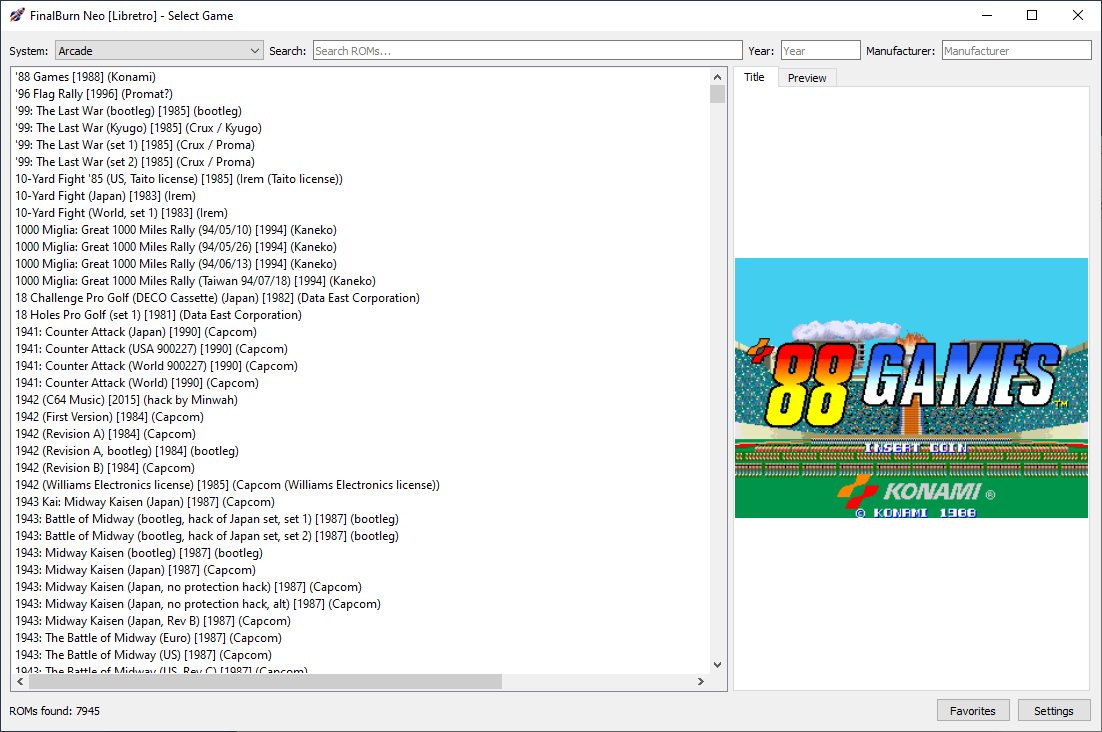 FinalBurn Neo [Libretro] - Select Game
System: Arcade Search: Search ROMs... Year: Year Manufacturer: Manufacturer
'88 Games [1988] (Konami)
'96 Flag Rally [1996] (Promat?)
'99: The Last War (bootleg) [1985] (bootleg)
'99: The Last War (Kyugo) [1985] (Crux / Kyugo)
'99: The Last War (set 1) [1985] (Crux / Proma)
'99: The Last War (set 2) [1985] (Crux / Proma)
10-Yard Fight '85 (US, Taito license) [1985] (Irem (Taito license))
10-Yard Fight (Japan) [1983] (Irem)
10-Yard Fight (World, set 1) [1983] (Irem)
1000 Miglia: Great 1000 Miles Rally (94/05/10) [1994] (Kaneko)
1000 Miglia: Great 1000 Miles Rally (94/05/26) [1994] (Kaneko)
1000 Miglia: Great 1000 Miles Rally (94/06/13) [1994] (Kaneko)
1000 Miglia: Great 1000 Miles Rally (Taiwan 94/07/18) [1994] (Kaneko)
18 Challenge Pro Golf (DECO Cassette) (Japan) [1982] (Data East Corporation)
18 Holes Pro Golf (set 1) [1981] (Data East Corporation)
1941: Counter Attack (Japan) [1990] (Capcom)
1941: Counter Attack (USA 900227) [1990] (Capcom)
1941: Counter Attack (World 900227) [1990] (Capcom)
1941: Counter Attack (World) [1990] (Capcom)
1942 (C64 Music) [2015] (hack by Minwah)
1942 (First Version) [1984] (Capcom)
1942 (Revision A) [1984] (Capcom)
1942 (Revision A, bootleg) [1984] (bootleg)
1942 (Revision B) [1984] (Capcom)
1942 (Williams Electronics license) [1985] (Capcom (Williams Electronics license))
1943 Kai: Midway Kaisen (Japan) [1987] (Capcom)
1943: Battle of Midway (bootleg, hack of Japan set, set 1) [1987] (bootleg)
1943: Battle of Midway (bootleg, hack of Japan set, set 2) [1987] (bootleg)
1943: Midway Kaisen (bootleg) [1987] (bootleg)
1943: Midway Kaisen (Japan) [1987] (Capcom)
1943: Midway Kaisen (Japan, no protection hack) [1987] (Capcom)
1943: Midway Kaisen (Japan, no protection hack, alt) [1987] (Capcom)
1943: Midway Kaisen (Japan, Rev B) [1987] (Capcom)
1943: The Battle of Midway (Euro) [1987] (Capcom)
1943: The Battle of Midway (US) [1987] (Capcom)
1943: The Battle of Midway (US, Rev C) [1987] (Capcom)
Title Preview
'88 GAMES TM
INSERT COIN
KONAMI ®
© KONAMI 1988
ROMs found: 7945
Favorites Settings